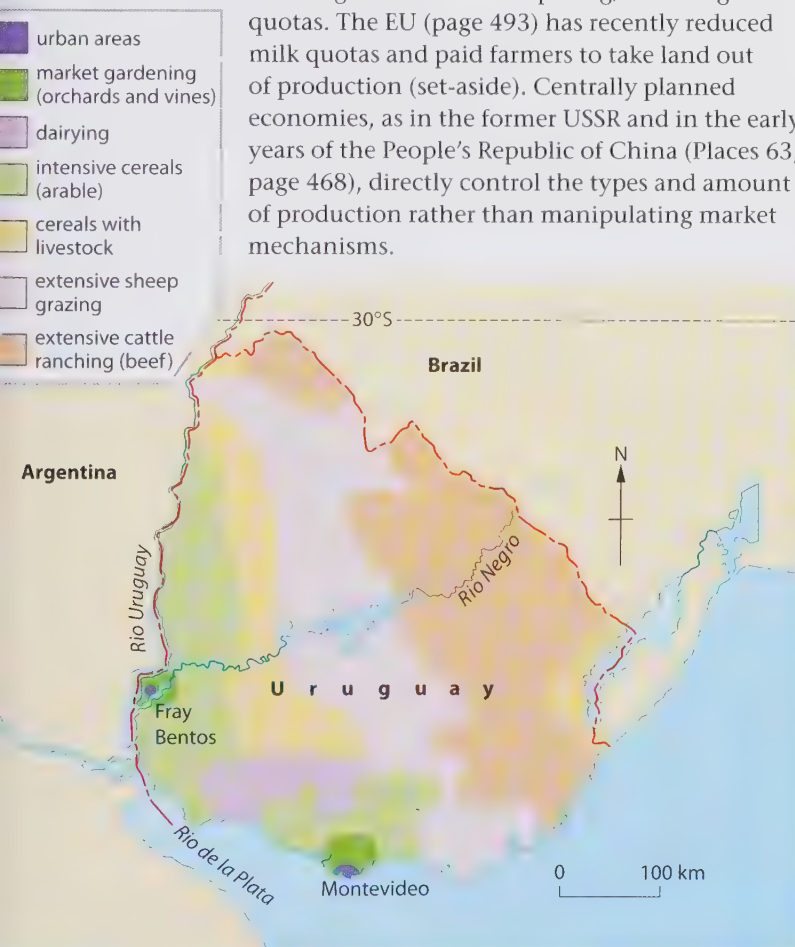 quotas. The EU (page 493) has recently reduced
milk quotas and paid farmers to take land out
of production (set-aside). Centrally planned
economies, as in the former USSR and in the early
years of the People's Republic of China (Places 63,
page 468), directly control the types and amount
of production rather than manipulating market
mechanisms.
urban areas
market gardening
(orchards and vines)
dairying
intensive cereals
(arable)
cereals with
livestock
extensive sheep
grazing
extensive cattle
ranching (beef)
30°S
Brazil
Argentina
N
Rio Uruguay
Rio Negro
Uruguay
Fray
Bentos
Rio de la Plata
Montevideo
0 100 km